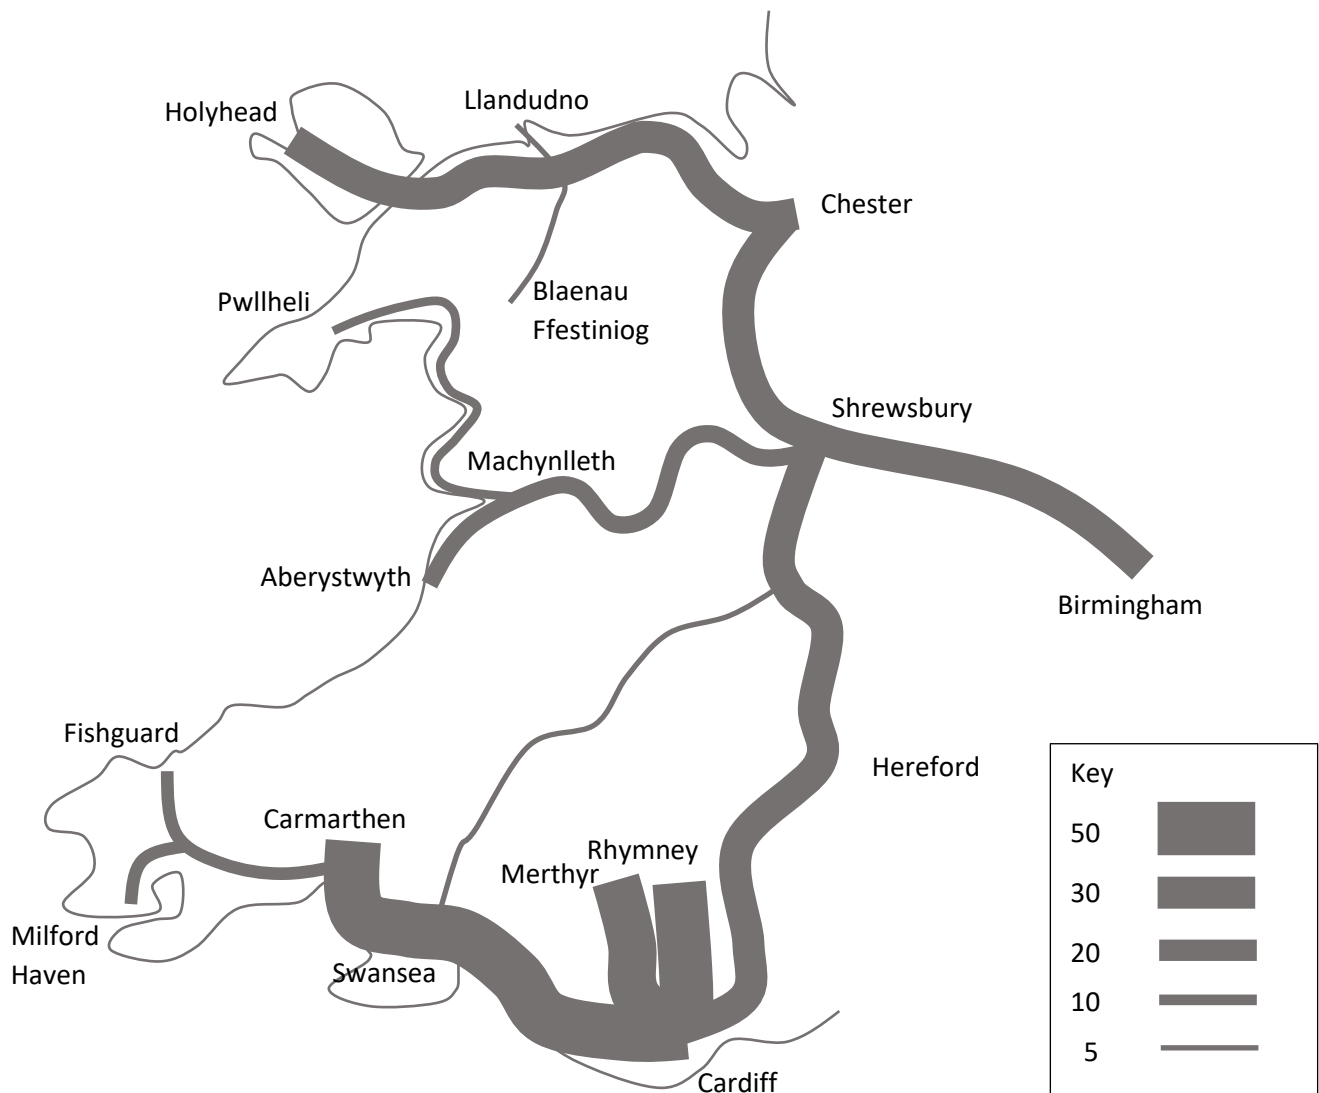 Llandudno
Holyhead
Chester
Pwllheli
Blaenau
Ffestiniog
Shrewsbury
Machynlleth
Aberystwyth
Birmingham
Fishguard
Hereford
Carmarthen
Rhymney
Merthyr
Milford
Haven
Swansea
Cardiff
Key
50
30
20
10
5